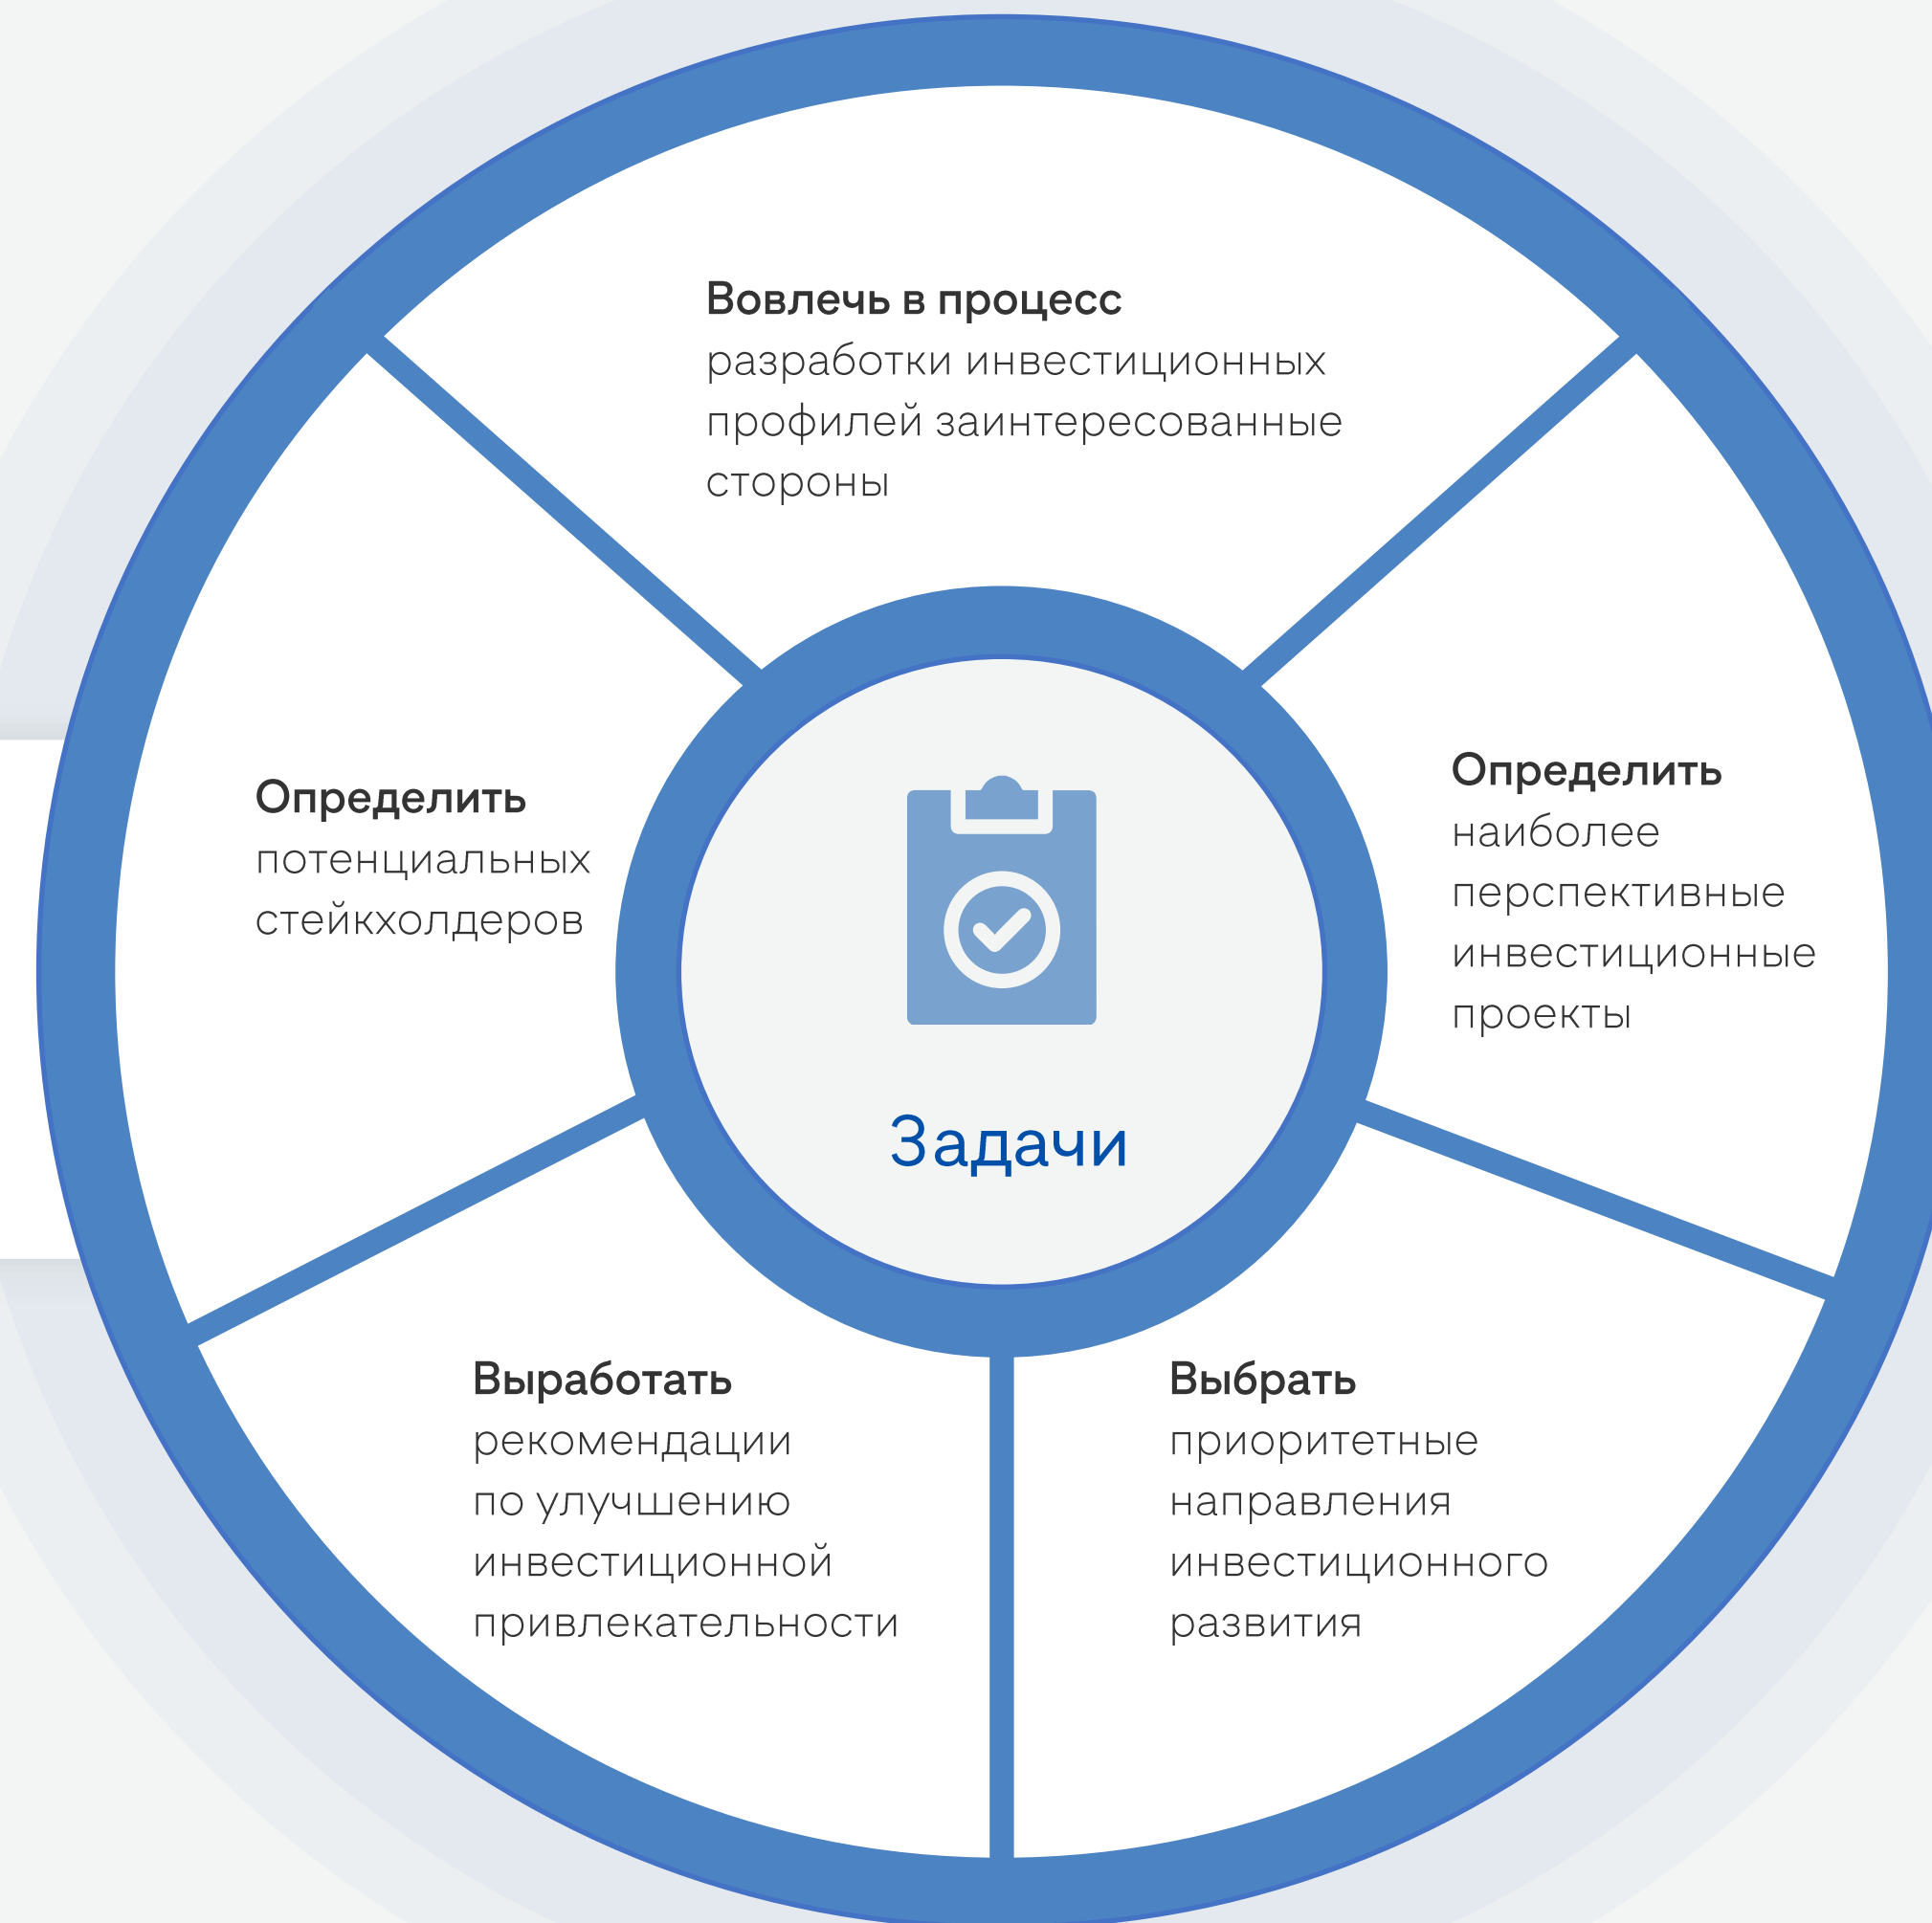 Вовлечь в процесс
разработки инвестиционных
профилей заинтересованные
стороны
Определить
потенциальных
стейкхолдеров
Определить
наиболее
перспективные
инвестиционные
проекты
Задачи
Выработать
рекомендации
по улучшению
инвестиционной
привлекательности
Выбрать
приоритетные
направления
инвестиционного
развития